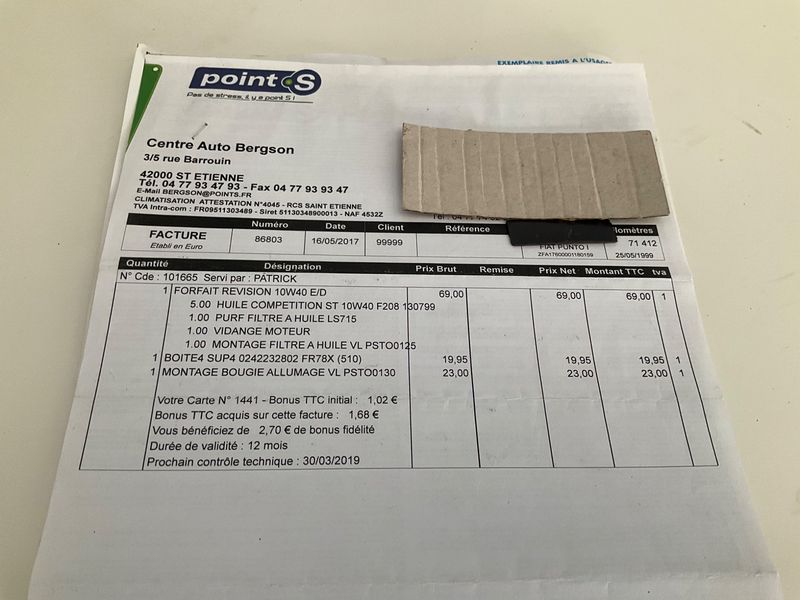 EXEMPLAIRE REMIS A L'USAG
point S
Pas de stress, il y a point S !
Centre Auto Bergson
3/5 rue Barrouin
42000 ST ETIENNE
Tél. 04 77 93 47 93 - Fax 04 77 93 93 47
E-Mail BERGSON@POINTS.FR
CLIMATISATION ATTESTATION N°4045 - RCS SAINT ETIENNE
TVA Intra-com : FR09511303489 - Siret 51130348900013 - NAF 4532Z
FACTURE Numéro Date Client Référence lomètres
Etabli en Euro 86803 16/05/2017 99999 FIAT PUNTO I 71 412
ZFA17600001180159 25/05/1999
Quantité Désignation Prix Brut Remise Prix Net Montant TTC tva
N° Cde : 101665 Servi par : PATRICK
1 FORFAIT REVISION 10W40 E/D 69,00 69,00 69,00 1
5.00 HUILE COMPETITION ST 10W40 F208 130799
1.00 PURF FILTRE A HUILE LS715
1.00 VIDANGE MOTEUR
1.00 MONTAGE FILTRE A HUILE VL PSTO0125
1 BOITE4 SUP4 0242232802 FR78X (510) 19,95 19,95 19,95 1
1 MONTAGE BOUGIE ALLUMAGE VL PSTO0130 23,00 23,00 23,00 1
Votre Carte N° 1441 - Bonus TTC initial : 1,02 €
Bonus TTC acquis sur cette facture : 1,68 €
Vous bénéficiez de 2,70 € de bonus fidélité
Durée de validité : 12 mois
Prochain contrôle technique : 30/03/2019